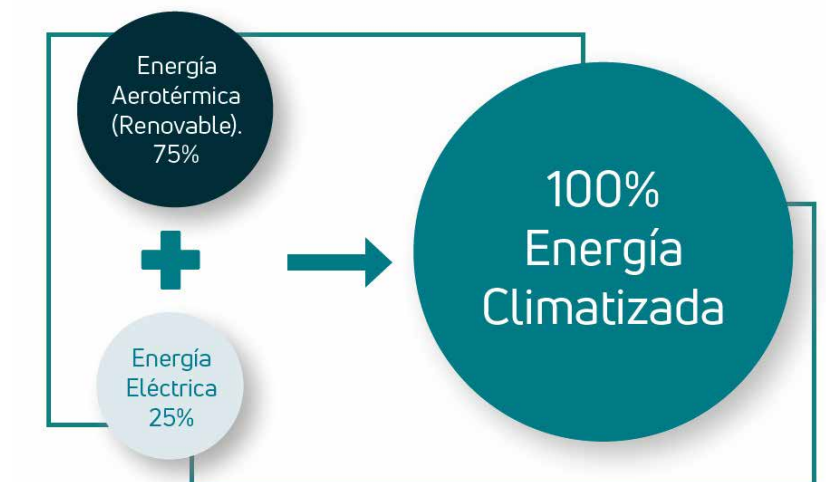 Energía
Aerotérmica
(Renovable).
75%
Energía
Eléctrica
25%
100%
Energía
Climatizada